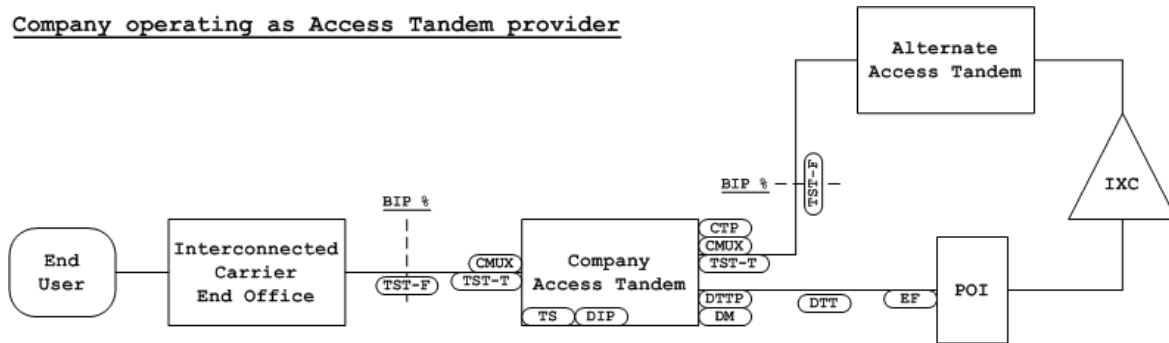 Company operating as Access Tandem provider
Alternate
Access Tandem
TST-F
BIP %
IXC
BIP %
End
User
Interconnected
Carrier
End Office
TST-F
CMUX
TST-T
Company
Access Tandem
TS
DIP
CTP
CMUX
TST-T
DTTP
DM
DTT
EF
POI